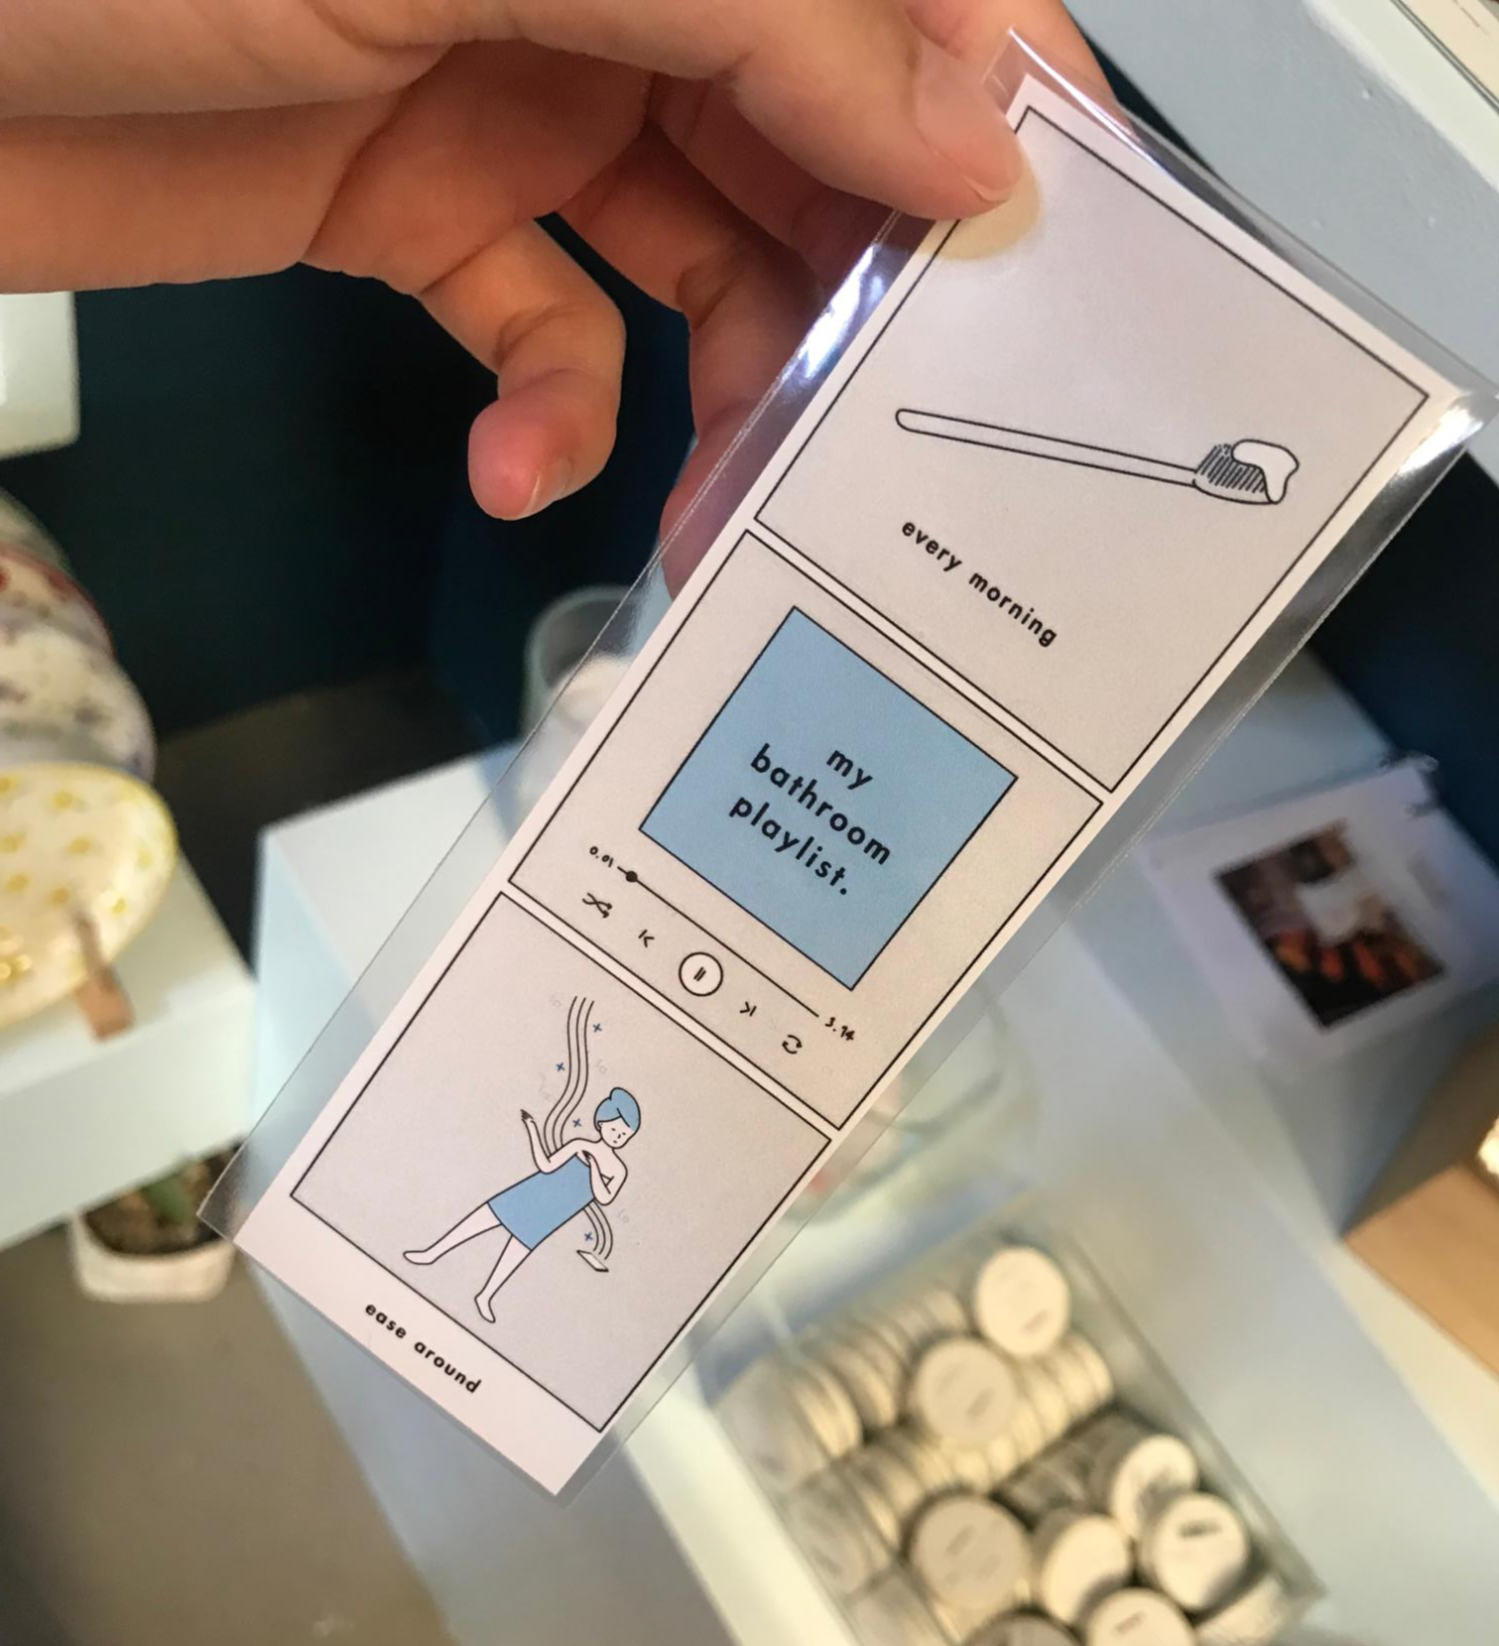 every morning
my
bathroom
playlist.
0.01
3.14
ease around